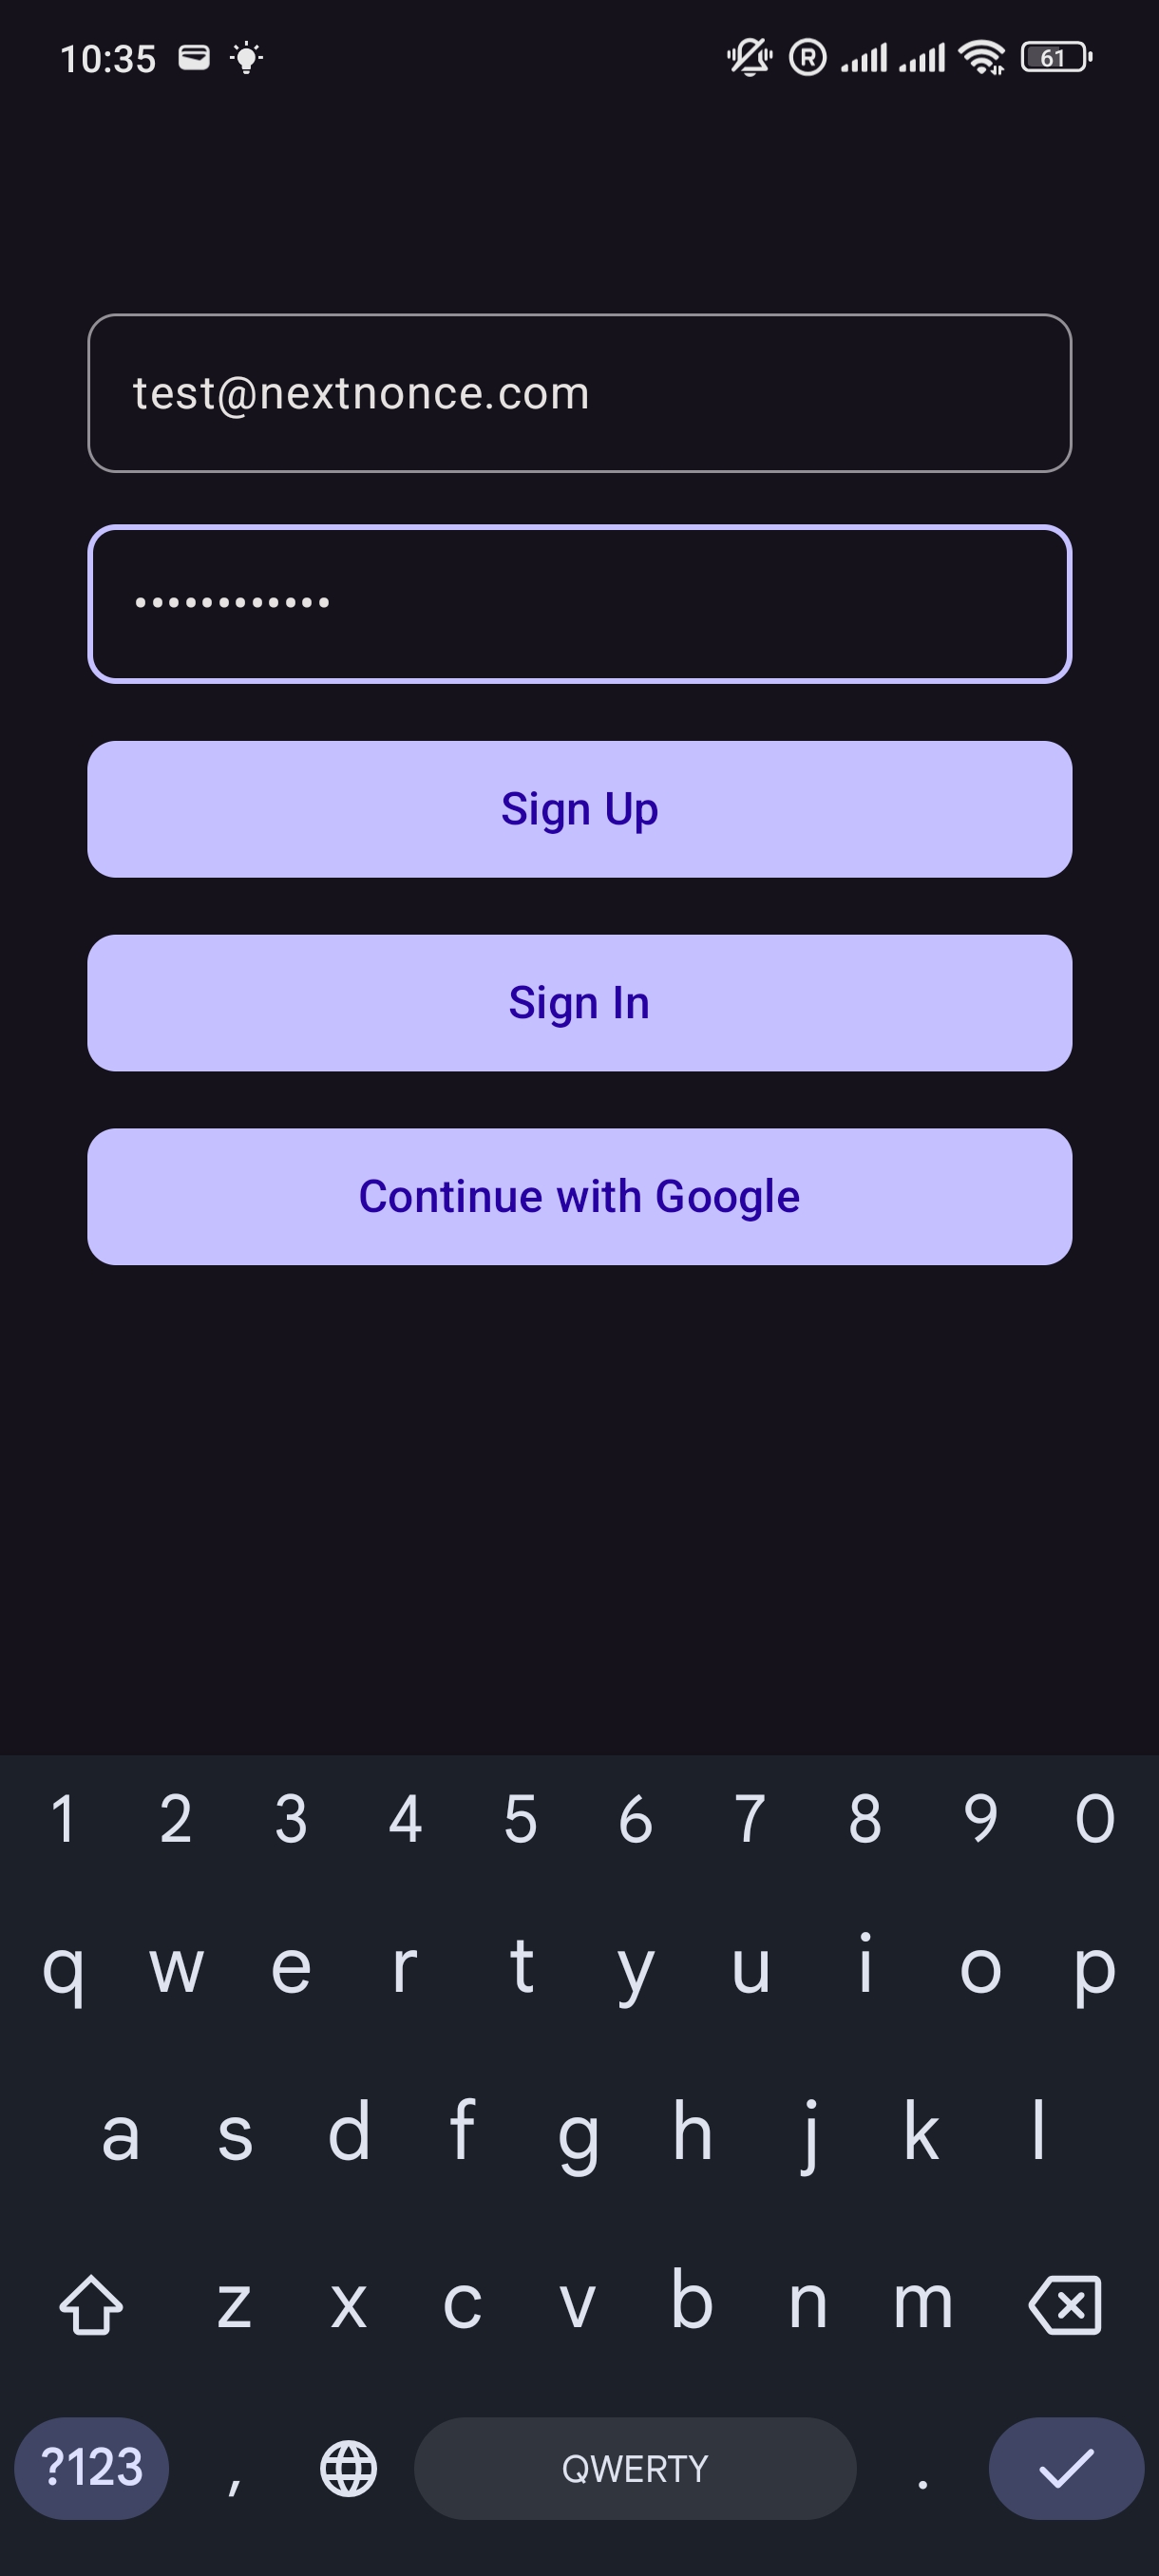 10:35 R 61
test@nextnonce.com
••••••••••••
Sign Up
Sign In
Continue with Google
1 2 3 4 5 6 7 8 9 0
q w e r t y u i o p
a s d f g h j k l
z x c v b n m
?123 , QWERTY .